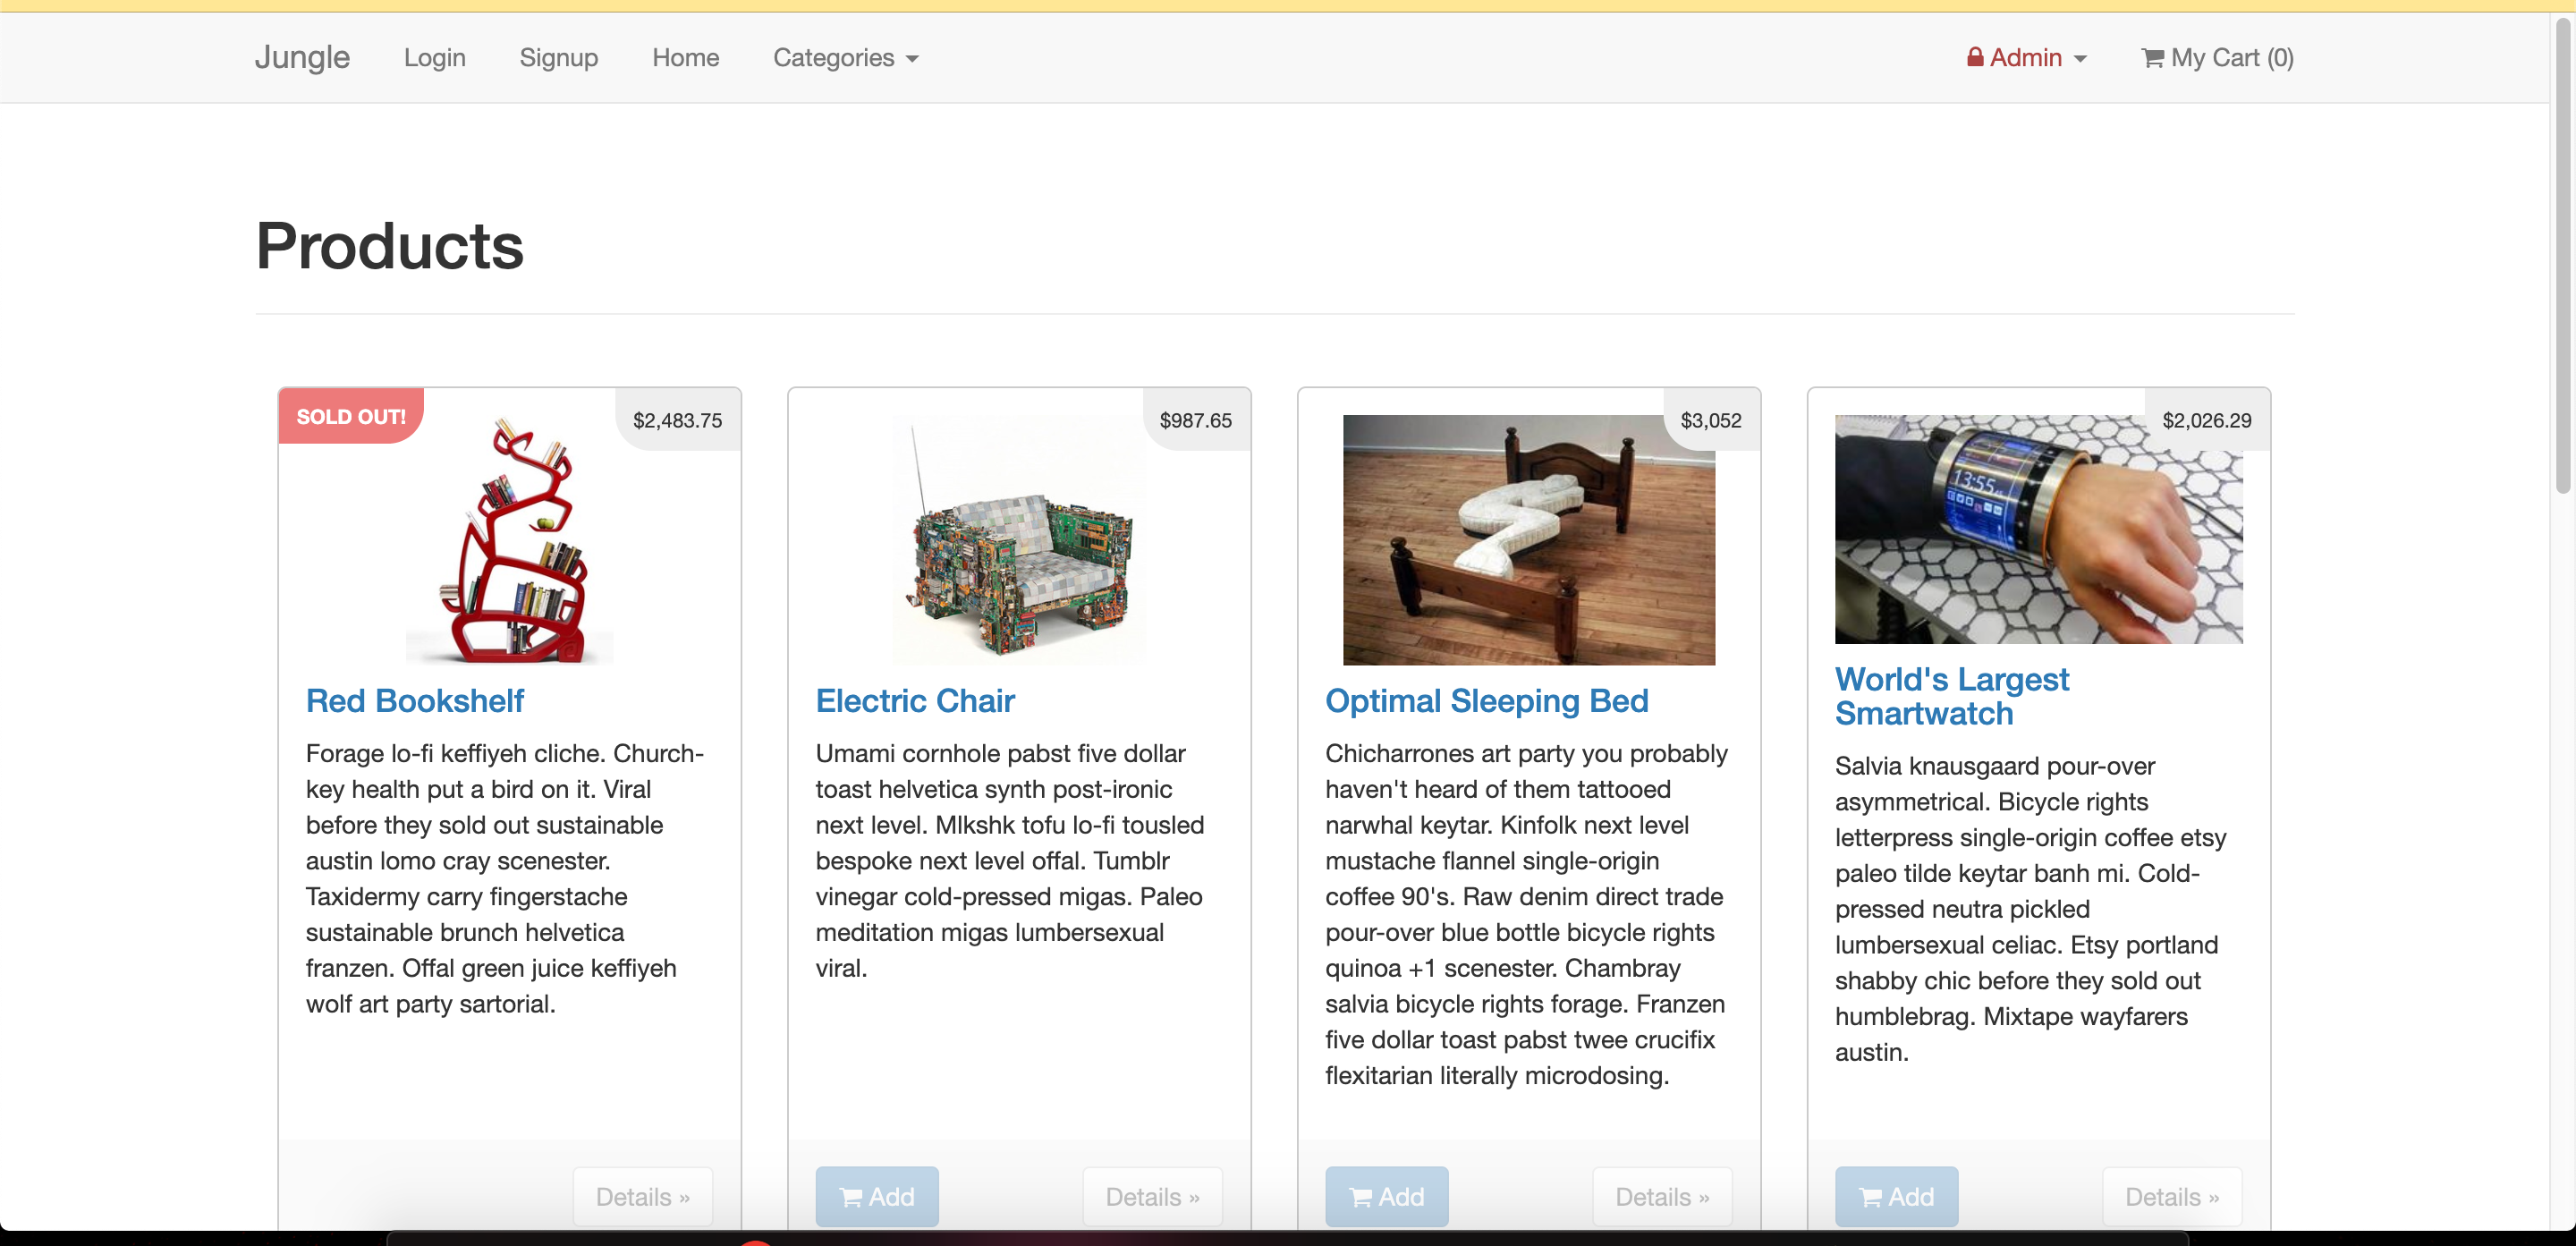 Jungle Login Signup Home Categories Admin My Cart (0)
Products
SOLD OUT!
$2,483.75
Red Bookshelf
Forage lo-fi keffiyeh cliche. Church-
key health put a bird on it. Viral
before they sold out sustainable
austin lomo cray scenester.
Taxidermy carry fingerstache
sustainable brunch helvetica
franzen. Offal green juice keffiyeh
wolf art party sartorial.
Details »
$987.65
Electric Chair
Umami cornhole pabst five dollar
toast helvetica synth post-ironic
next level. Mlkshk tofu lo-fi tousled
bespoke next level offal. Tumblr
vinegar cold-pressed migas. Paleo
meditation migas lumbersexual
viral.
Add
Details »
$3,052
Optimal Sleeping Bed
Chicharrones art party you probably
haven't heard of them tattooed
narwhal keytar. Kinfolk next level
mustache flannel single-origin
coffee 90's. Raw denim direct trade
pour-over blue bottle bicycle rights
quinoa +1 scenester. Chambray
salvia bicycle rights forage. Franzen
five dollar toast pabst twee crucifix
flexitarian literally microdosing.
Add
Details »
$2,026.29
13:55
World's Largest
Smartwatch
Salvia knausgaard pour-over
asymmetrical. Bicycle rights
letterpress single-origin coffee etsy
paleo tilde keytar banh mi. Cold-
pressed neutra pickled
lumbersexual celiac. Etsy portland
shabby chic before they sold out
humblebrag. Mixtape wayfarers
austin.
Add
Details »